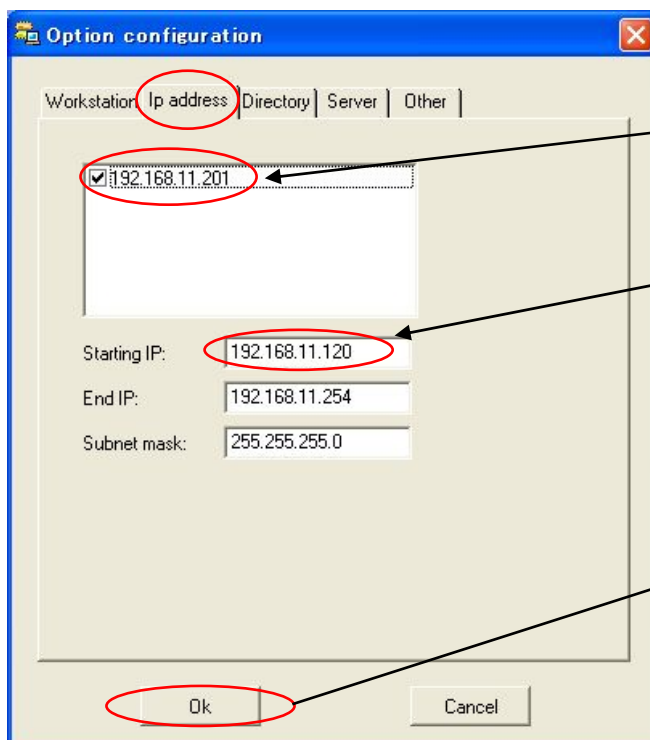 Option configuration
Workstation Ip address Directory Server Other
192.168.11.201
Starting IP: 192.168.11.120
End IP: 192.168.11.254
Subnet mask: 255.255.255.0
Ok Cancel